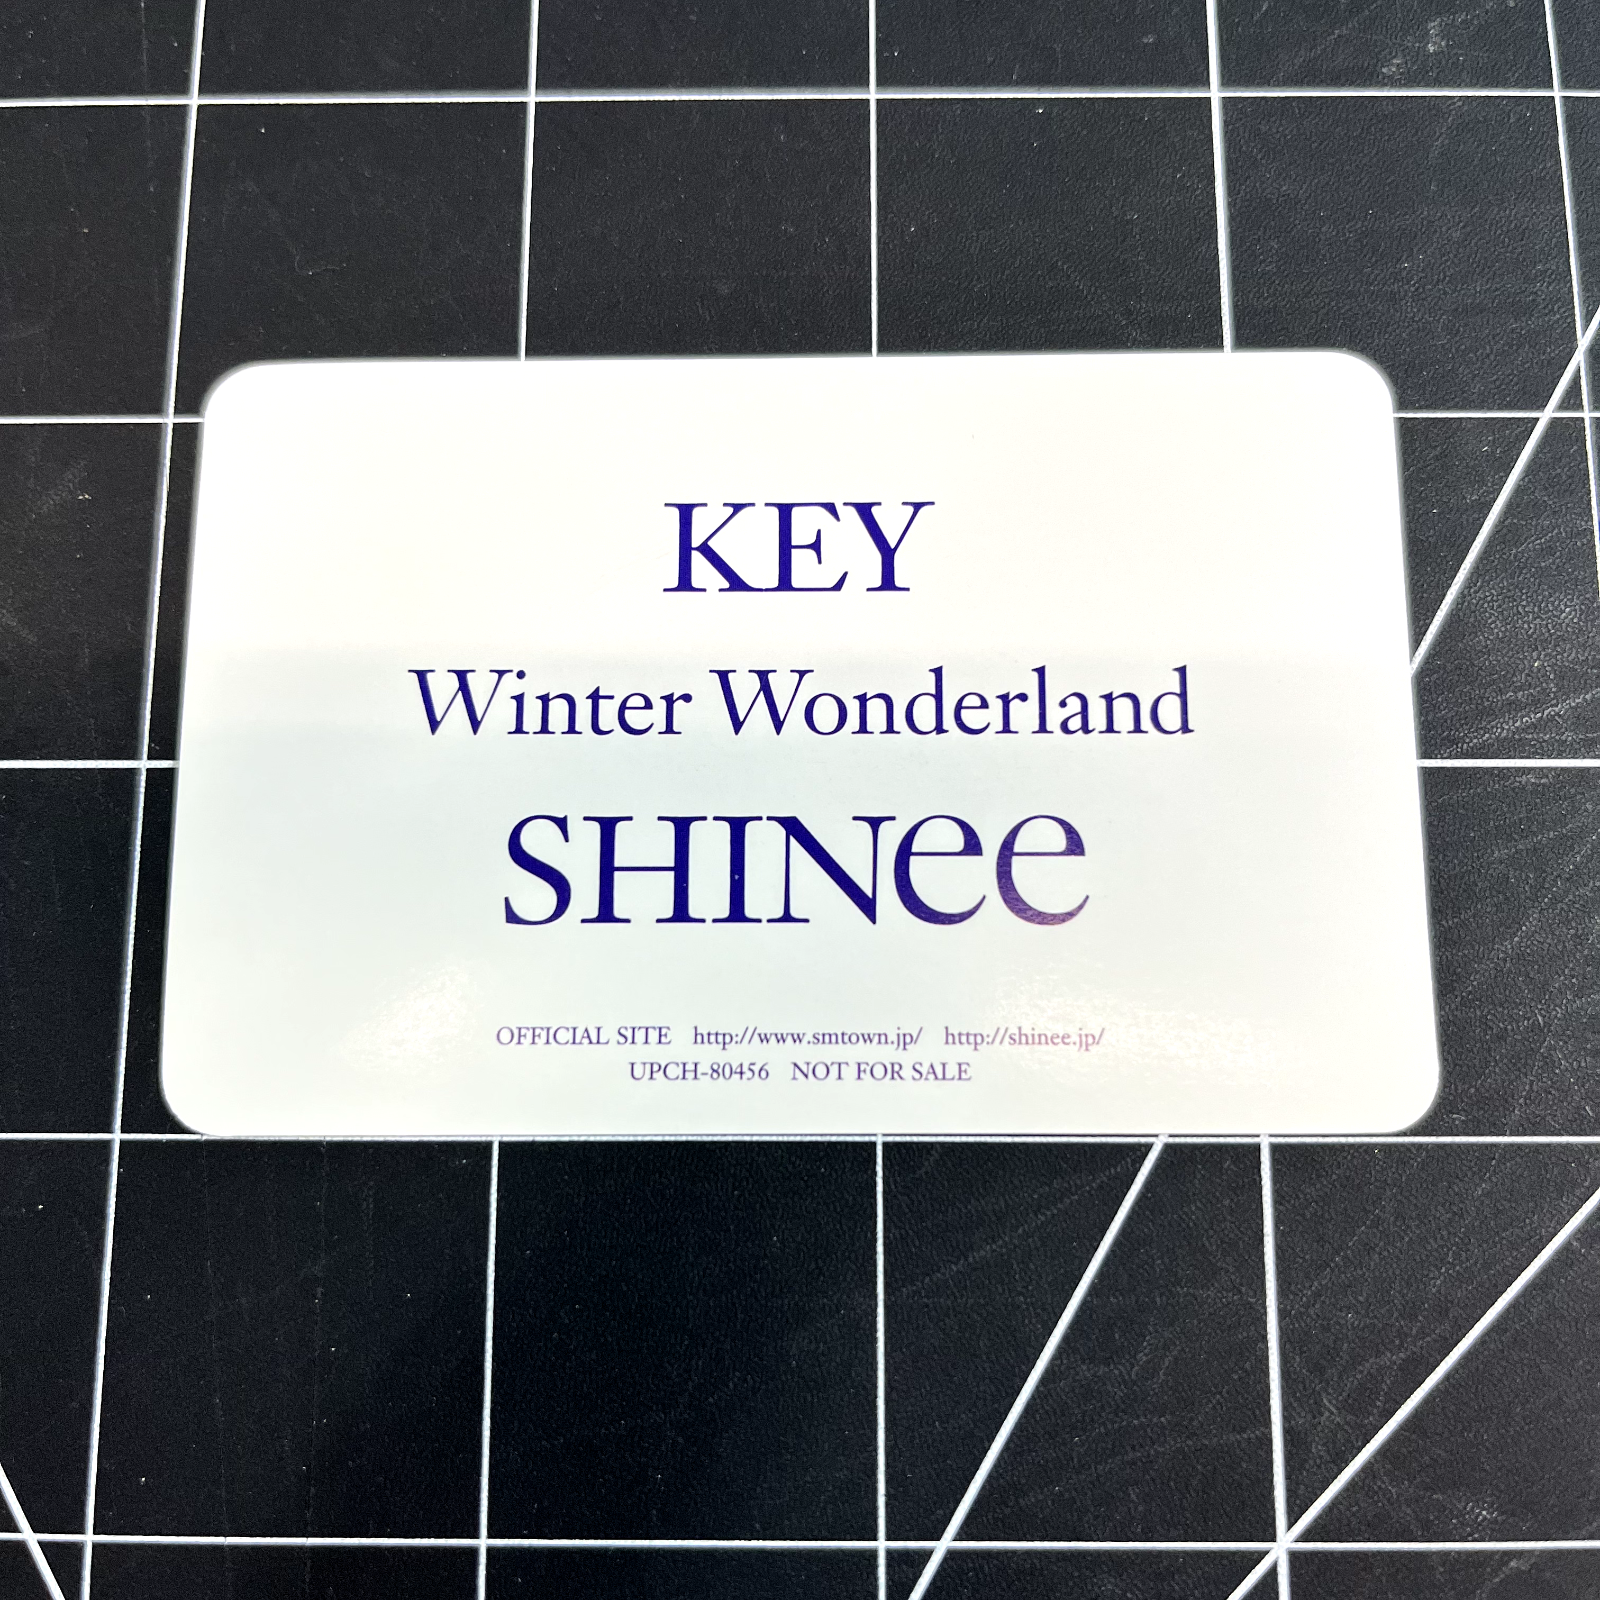 KEY
Winter Wonderland
SHINee
OFFICIAL SITE http://www.smtown.jp/ http://shinee.jp/
UPCH-80456 NOT FOR SALE